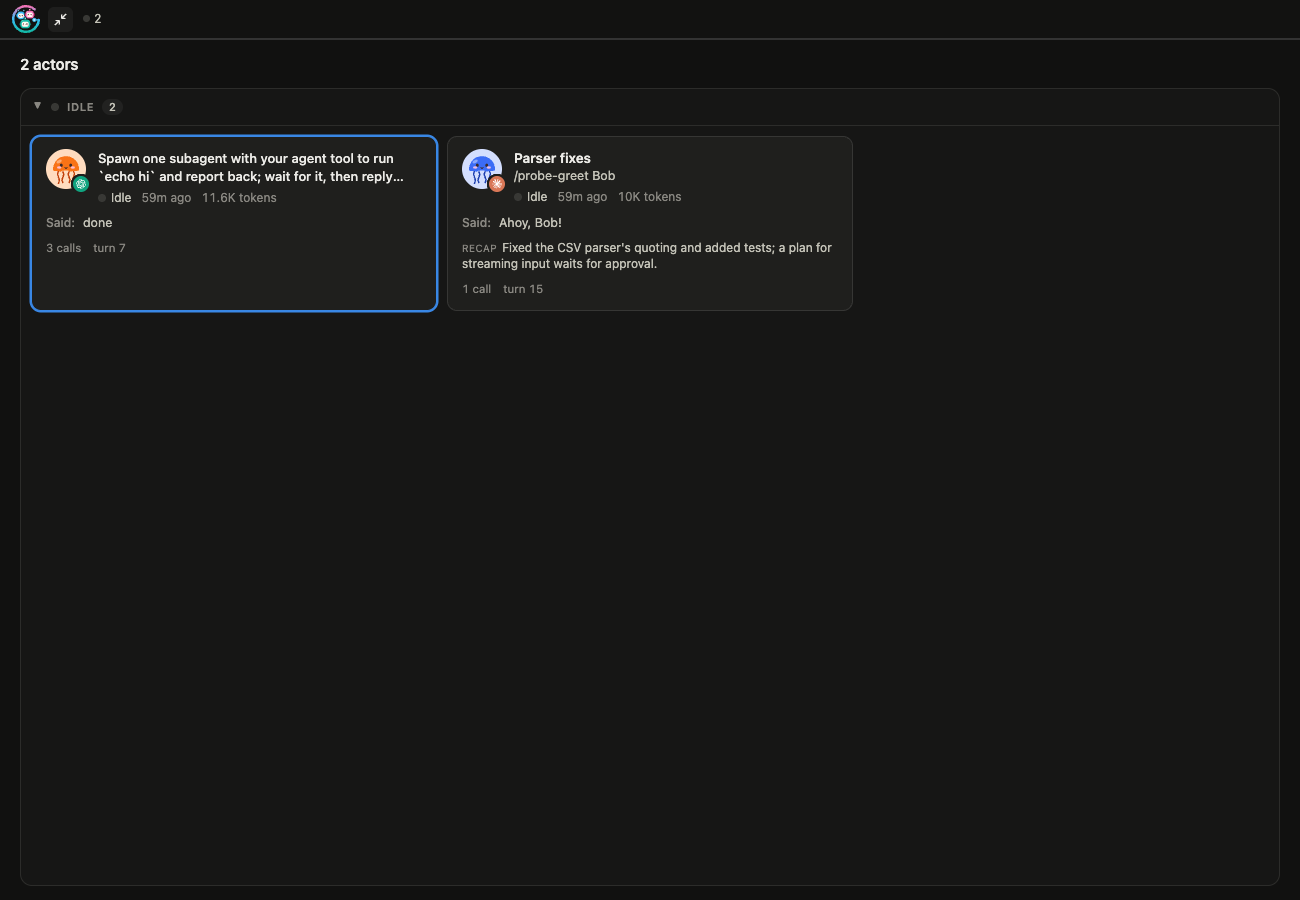 2
2 actors
▼ IDLE 2
Spawn one subagent with your agent tool to run
`echo hi` and report back; wait for it, then reply...
Idle 59m ago 11.6K tokens
Said: done
3 calls turn 7
Parser fixes
/probe-greet Bob
Idle 59m ago 10K tokens
Said: Ahoy, Bob!
RECAP Fixed the CSV parser's quoting and added tests; a plan for
streaming input waits for approval.
1 call turn 15